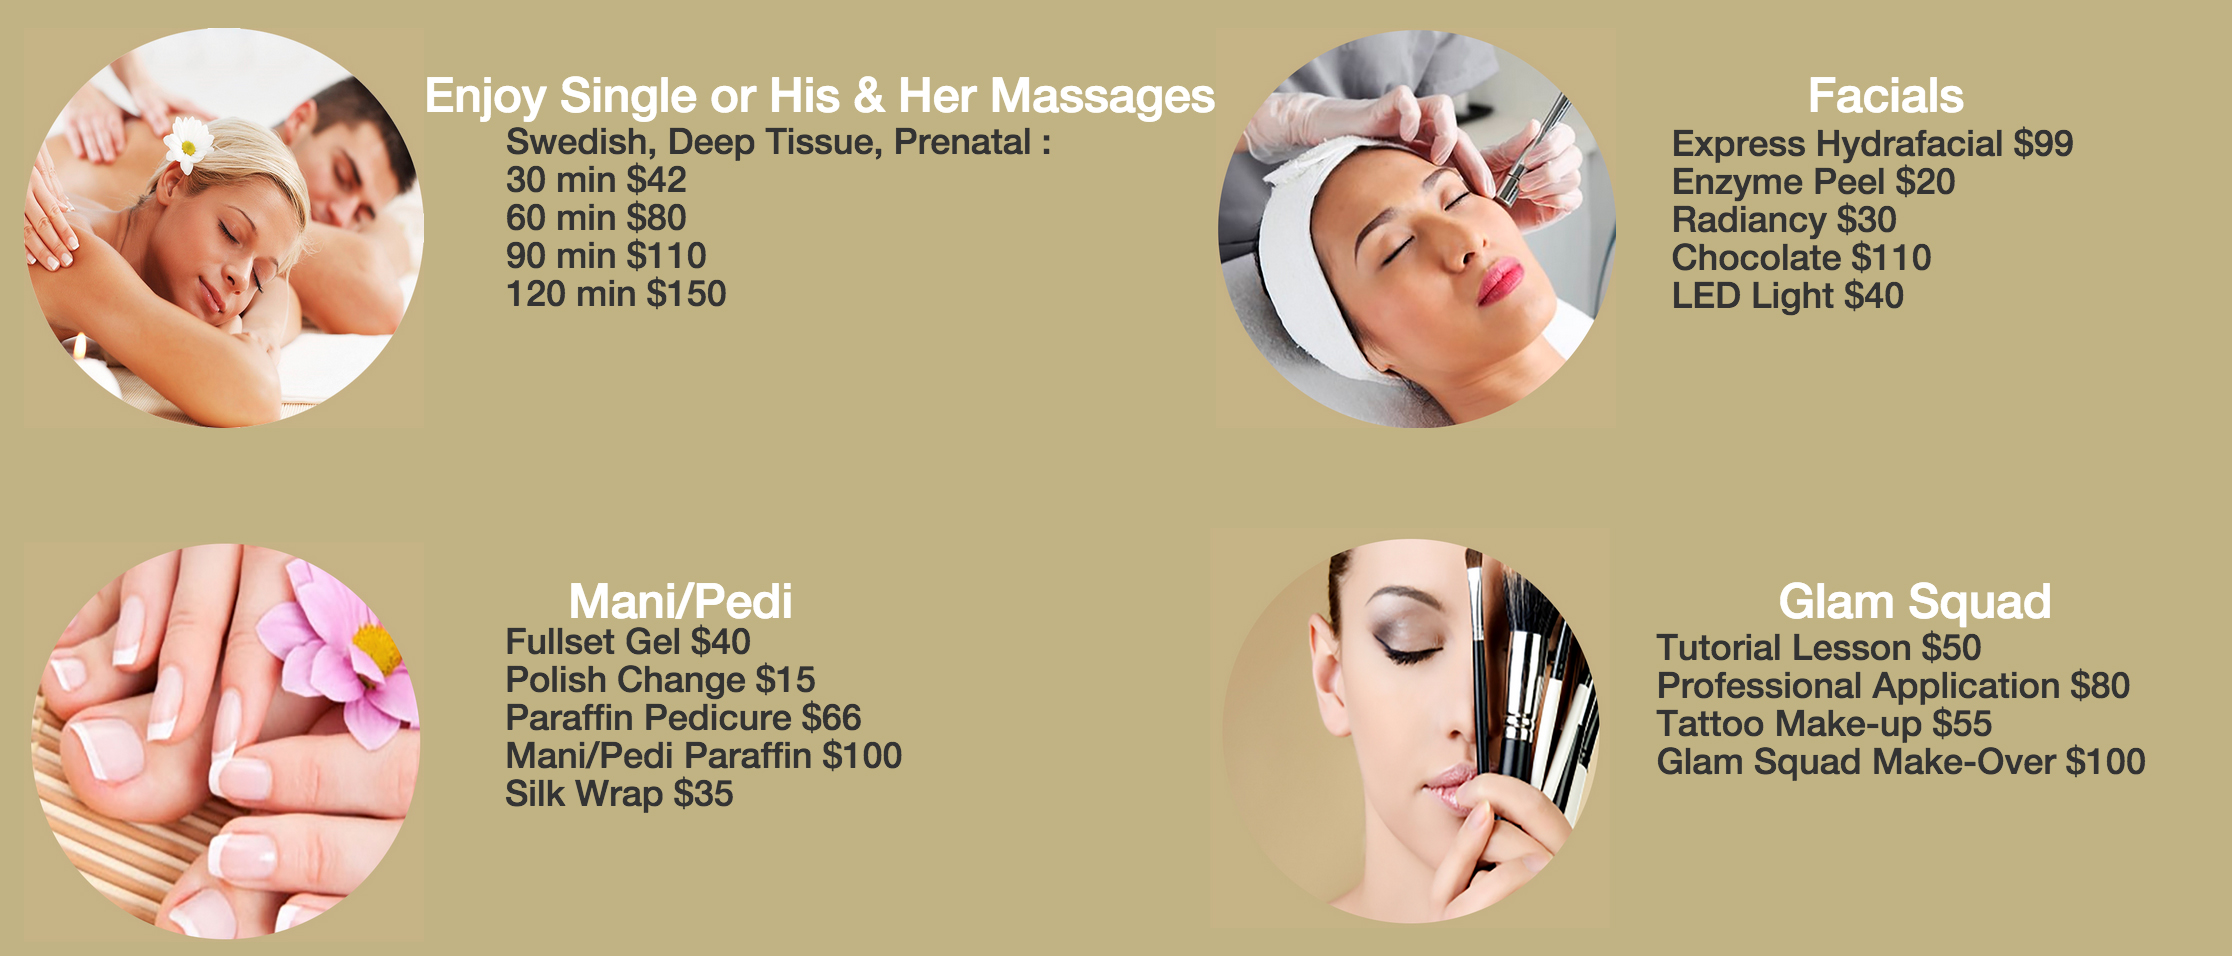 Enjoy Single or His & Her Massages
Swedish, Deep Tissue, Prenatal :
30 min $42
60 min $80
90 min $110
120 min $150
Facials
Express Hydrafacial $99
Enzyme Peel $20
Radiancy $30
Chocolate $110
LED Light $40
Mani/Pedi
Fullset Gel $40
Polish Change $15
Paraffin Pedicure $66
Mani/Pedi Paraffin $100
Silk Wrap $35
Glam Squad
Tutorial Lesson $50
Professional Application $80
Tattoo Make-up $55
Glam Squad Make-Over $100